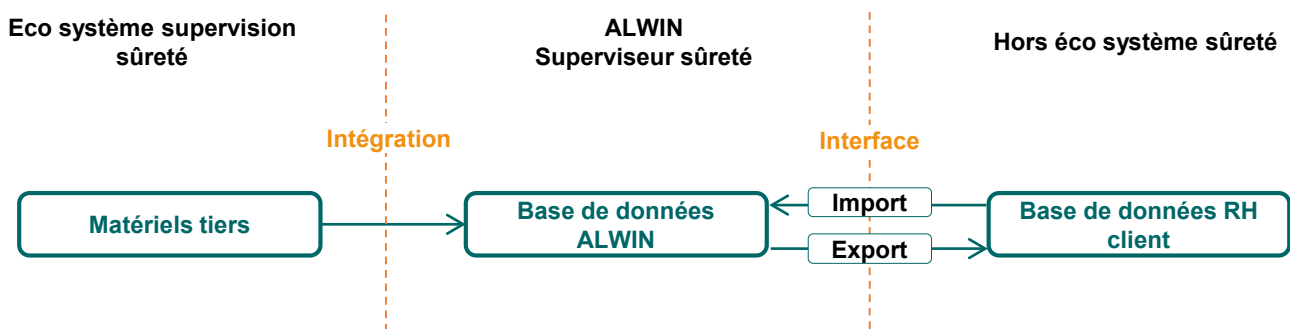 Eco système supervision
sûreté
ALWIN
Superviseur sûreté
Hors éco système sûreté
Intégration
Interface
Matériels tiers
Base de données
ALWIN
Import
Export
Base de données RH
client